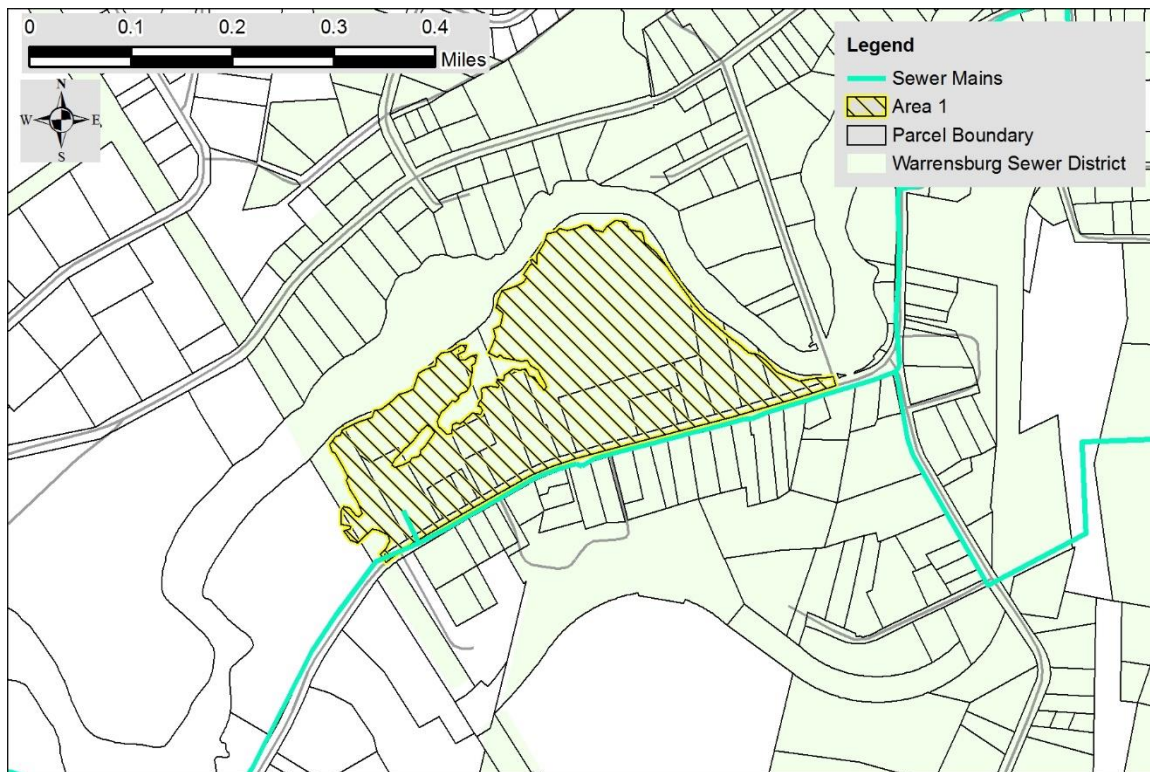 0 0.1 0.2 0.3 0.4
Miles
N
W E
S
Legend
Sewer Mains
Area 1
Parcel Boundary
Warrensburg Sewer District